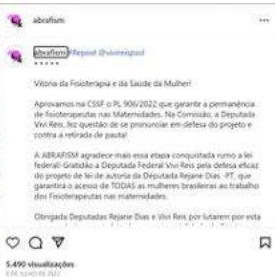 abrafism
abrafism #Repost @vivireispsol
• • • • •
Vitória da Fisioterapia e da Saúde da Mulher!
Aprovamos na CSSF o PL 906/2022 que garante a permanência
de fisioterapeutas nas Maternidades. Na Comissão, a Deputada
Vivi Reis, fez questão de se pronunciar em defesa do projeto e
contra a retirada de pauta!
A ABRAFISM agradece mais essa etapa conquistada rumo a lei
federal! Gratidão a Deputada Federal Vivi Reis pela defesa eficaz
do projeto de lei de autoria da Deputada Rejane Dias -PT, que
garantirá o acesso de TODAS as mulheres brasileiras ao trabalho
dos Fisioterapeutas nas maternidades.
Obrigada Deputadas Rejane Dias e Vivi Reis por lutarem por esta
5.490 visualizações
DE JULHO DE 2022